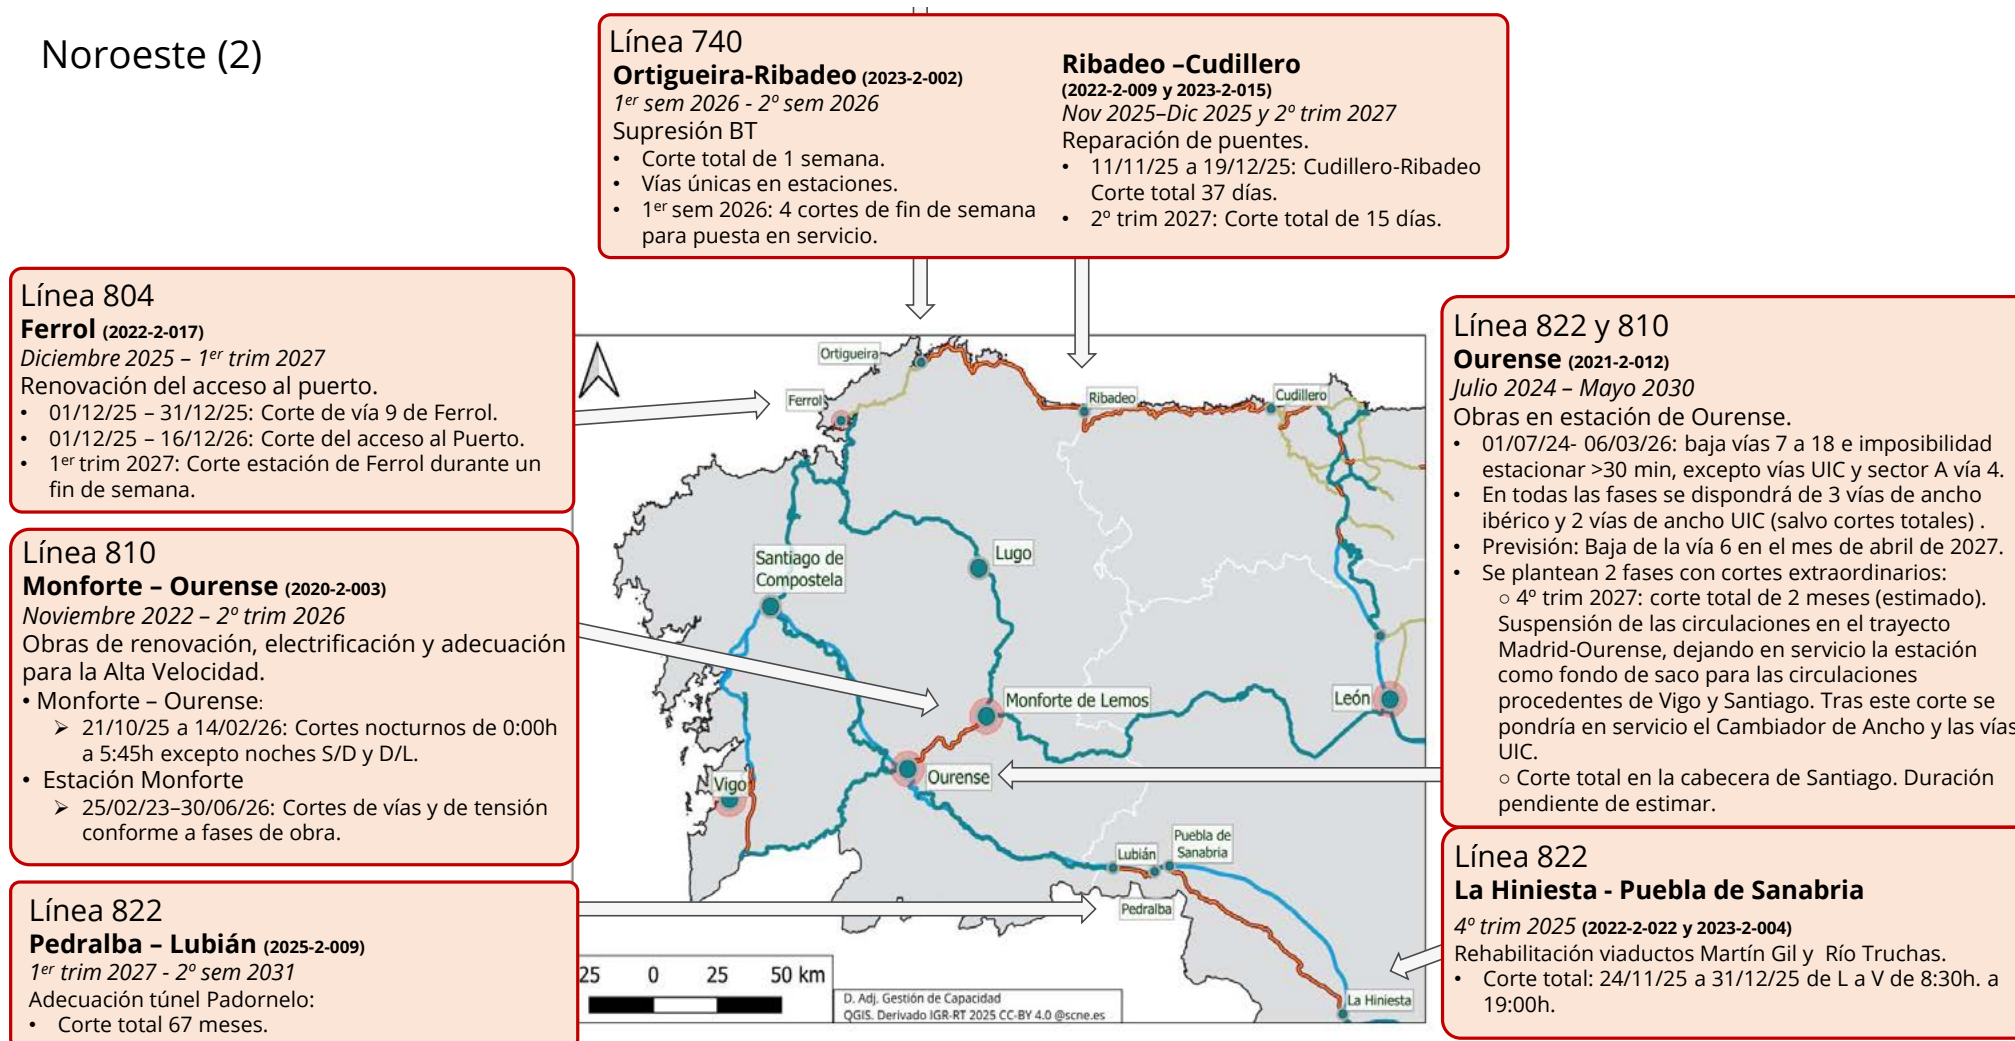 Noroeste (2)
Línea 740
Ortigueira-Ribadeo (2023-2-002)
1er sem 2026 - 2º sem 2026
Supresión BT
• Corte total de 1 semana.
• Vías únicas en estaciones.
• 1er sem 2026: 4 cortes de fin de semana
para puesta en servicio.
Ribadeo –Cudillero
(2022-2-009 y 2023-2-015)
Nov 2025–Dic 2025 y 2º trim 2027
Reparación de puentes.
• 11/11/25 a 19/12/25: Cudillero-Ribadeo
Corte total 37 días.
• 2º trim 2027: Corte total de 15 días.
Línea 804
Ferrol (2022-2-017)
Diciembre 2025 – 1er trim 2027
Renovación del acceso al puerto.
• 01/12/25 – 31/12/25: Corte de vía 9 de Ferrol.
• 01/12/25 – 16/12/26: Corte del acceso al Puerto.
• 1er trim 2027: Corte estación de Ferrol durante un
fin de semana.
Línea 810
Monforte – Ourense (2020-2-003)
Noviembre 2022 – 2º trim 2026
Obras de renovación, electrificación y adecuación
para la Alta Velocidad.
• Monforte – Ourense:
➢ 21/10/25 a 14/02/26: Cortes nocturnos de 0:00h
a 5:45h excepto noches S/D y D/L.
• Estación Monforte
➢ 25/02/23–30/06/26: Cortes de vías y de tensión
conforme a fases de obra.
Línea 822
Pedralba – Lubián (2025-2-009)
1er trim 2027 - 2º sem 2031
Adecuación túnel Padornelo:
• Corte total 67 meses.
Ortigueira
Ferrol
Ribadeo
Cudillero
Santiago de
Compostela
Lugo
Monforte de Lemos
León
Ourense
Vigo
Puebla de
Sanabria
Lubián
Pedralba
La Hiniesta
25 0 25 50 km
D. Adj. Gestión de Capacidad
QGIS. Derivado IGR-RT 2025 CC-BY 4.0 @scne.es
Línea 822 y 810
Ourense (2021-2-012)
Julio 2024 – Mayo 2030
Obras en estación de Ourense.
• 01/07/24- 06/03/26: baja vías 7 a 18 e imposibilidad
estacionar >30 min, excepto vías UIC y sector A vía 4.
• En todas las fases se dispondrá de 3 vías de ancho
ibérico y 2 vías de ancho UIC (salvo cortes totales) .
• Previsión: Baja de la vía 6 en el mes de abril de 2027.
• Se plantean 2 fases con cortes extraordinarios:
○ 4º trim 2027: corte total de 2 meses (estimado).
Suspensión de las circulaciones en el trayecto
Madrid-Ourense, dejando en servicio la estación
como fondo de saco para las circulaciones
procedentes de Vigo y Santiago. Tras este corte se
pondría en servicio el Cambiador de Ancho y las vías
UIC.
○ Corte total en la cabecera de Santiago. Duración
pendiente de estimar.
Línea 822
La Hiniesta - Puebla de Sanabria
4º trim 2025 (2022-2-022 y 2023-2-004)
Rehabilitación viaductos Martín Gil y Río Truchas.
• Corte total: 24/11/25 a 31/12/25 de L a V de 8:30h. a
19:00h.